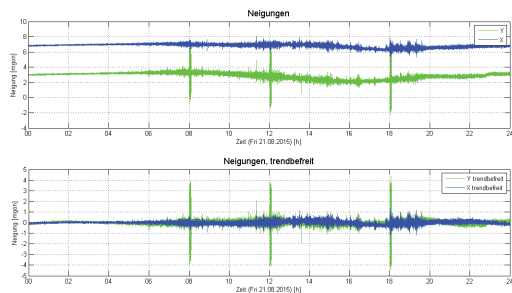 Neigungen
Neigung [mgon]
10
8
6
4
2
0
-2
-4
Y
X
00 02 04 06 08 10 12 14 16 18 20 22 24
Zeit (Fri 21.08.2015) [h]
Neigungen, trendbefreit
Neigung [mgon]
5
4
3
2
1
0
-1
-2
-3
-4
-5
Y trendbefreit
X trendbefreit
00 02 04 06 08 10 12 14 16 18 20 22 24
Zeit (Fri 21.08.2015) [h]